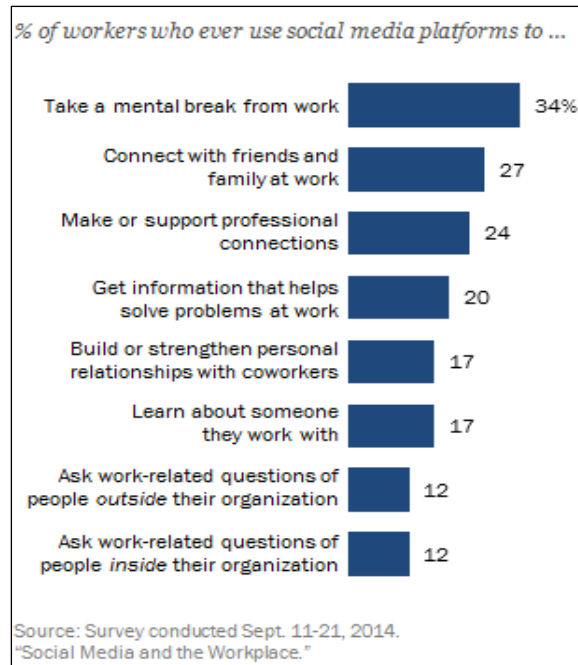 % of workers who ever use social media platforms to ...
Take a mental break from work
34%
Connect with friends and
family at work
27
Make or support professional
connections
24
Get information that helps
solve problems at work
20
Build or strengthen personal
relationships with coworkers
17
Learn about someone
they work with
17
Ask work-related questions of
people outside their organization
12
Ask work-related questions of
people inside their organization
12
Source: Survey conducted Sept. 11-21, 2014.
"Social Media and the Workplace."